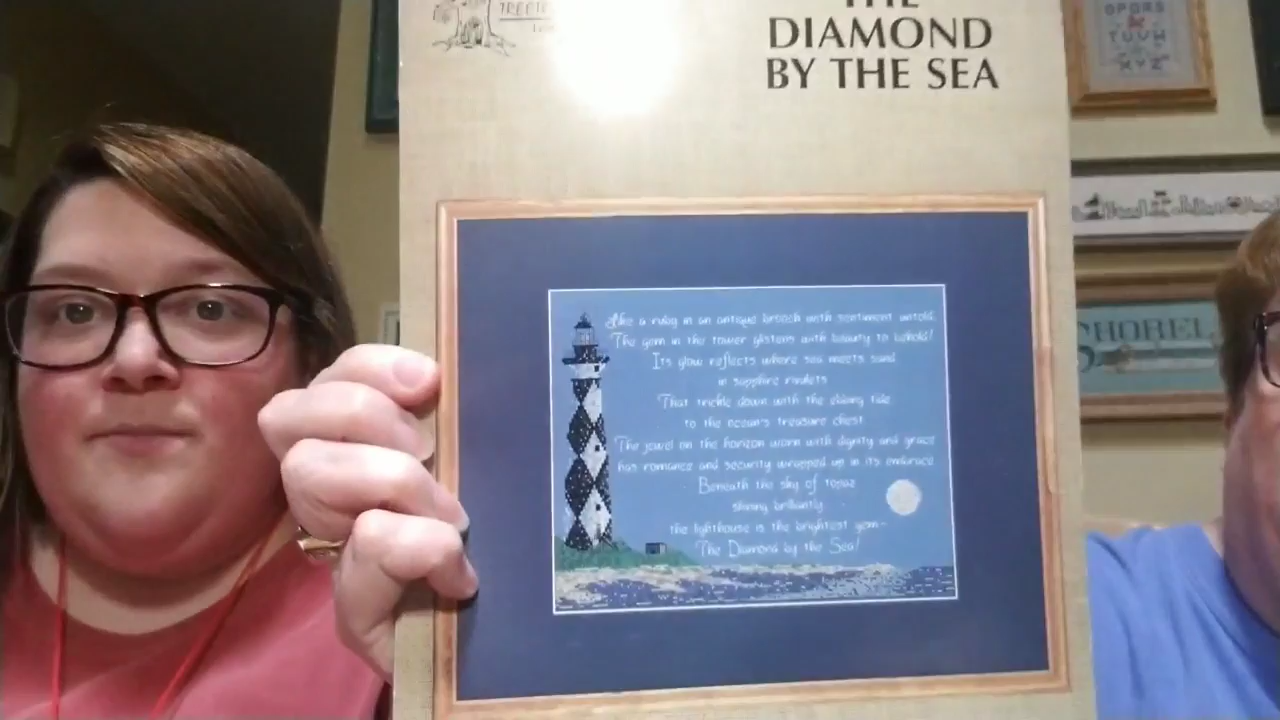 TREETO
THE
DIAMOND
BY THE SEA
Like a ruby in an antique brooch with sentiment untold,
The gem in the tower glistens with beauty to behold!
Its glow reflects where sea meets sand
in sapphire rivulets
That trickle down with the ebbing tide
to the ocean's treasure chest.
The jewel on the horizon worn with dignity and grace
has romance and security wrapped up in its embrace
Beneath the sky of topaz
shining brilliantly
the lighthouse is the brightest gem-
The Diamond by the Sea!
OPQRS
TUVW
XYZ
SHOREL